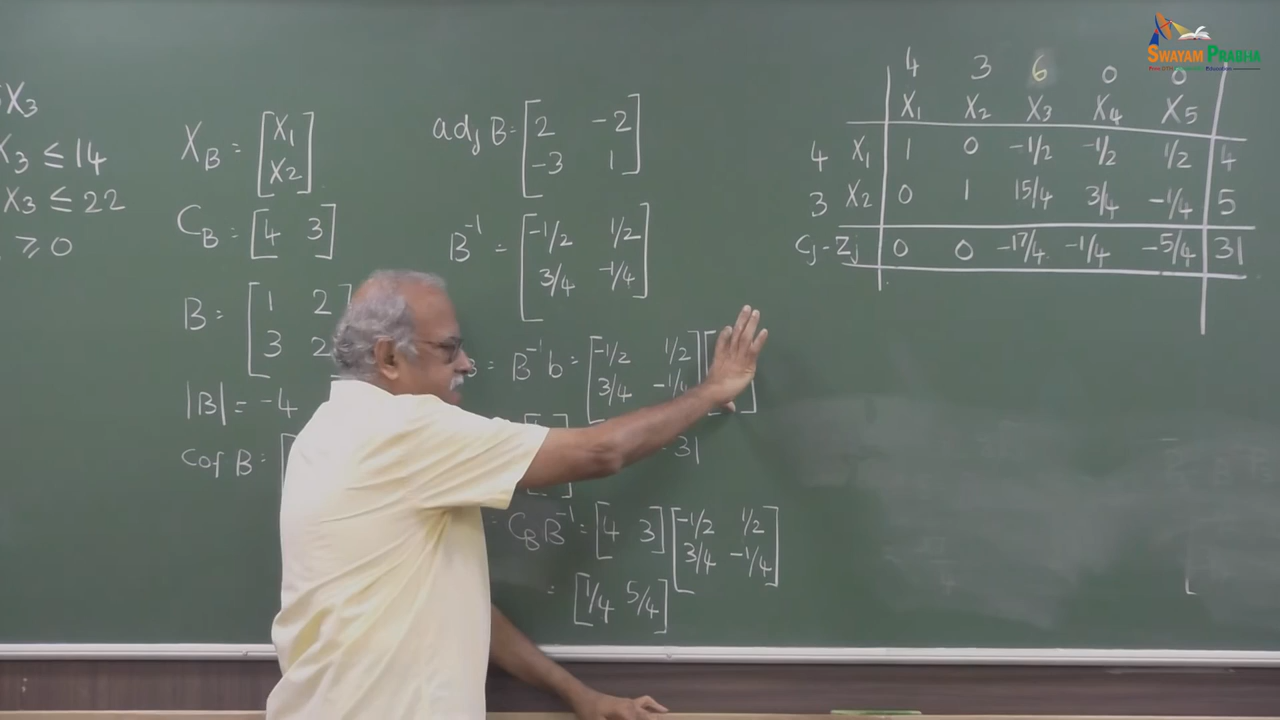 X3
X3 ≤ 14
X3 ≤ 22
≥ 0
XB = [X1
X2]
CB = [4 3]
B = [1 2
3 2
|B| = -4
Cof B = [
adj B = [2 -2
-3 1]
B⁻¹ = [-1/2 1/2
3/4 -1/4]
= B⁻¹ b = [-1/2 1/2
3/4 -1/4] [ ]
31
= CB B⁻¹ = [4 3] [-1/2 1/2
3/4 -1/4]
= [1/4 5/4]
4 3 6 0 0
X1 X2 X3 X4 X5
4 X1 1 0 -1/2 -1/2 1/2 4
3 X2 0 1 15/4 3/4 -1/4 5
Cj-Zj 0 0 -17/4 -1/4 -5/4 31
SWAYAM PRABHA